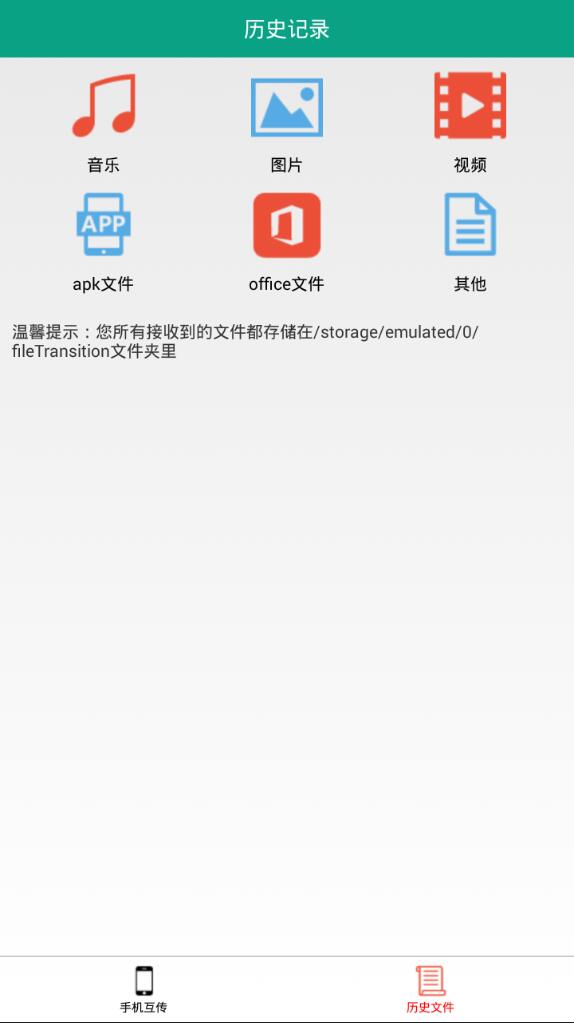 历史记录
音乐
图片
视频
APP
apk文件
office文件
其他
温馨提示：您所有接收到的文件都存储在/storage/emulated/0/
fileTransition文件夹里
手机互传
历史文件